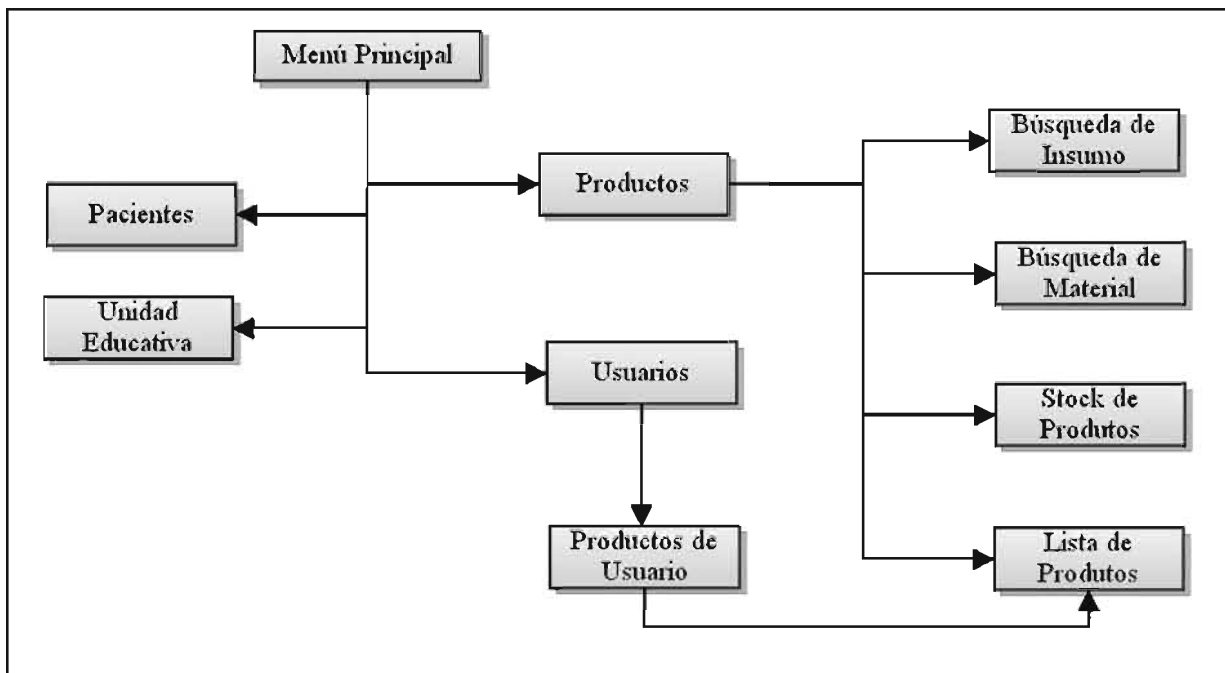 Menú Principal
Búsqueda de
Insumo
Productos
Pacientes
Búsqueda de
Material
Unidad
Educativa
Usuarios
Stock de
Produtos
Productos de
Usuario
Lista de
Produtos